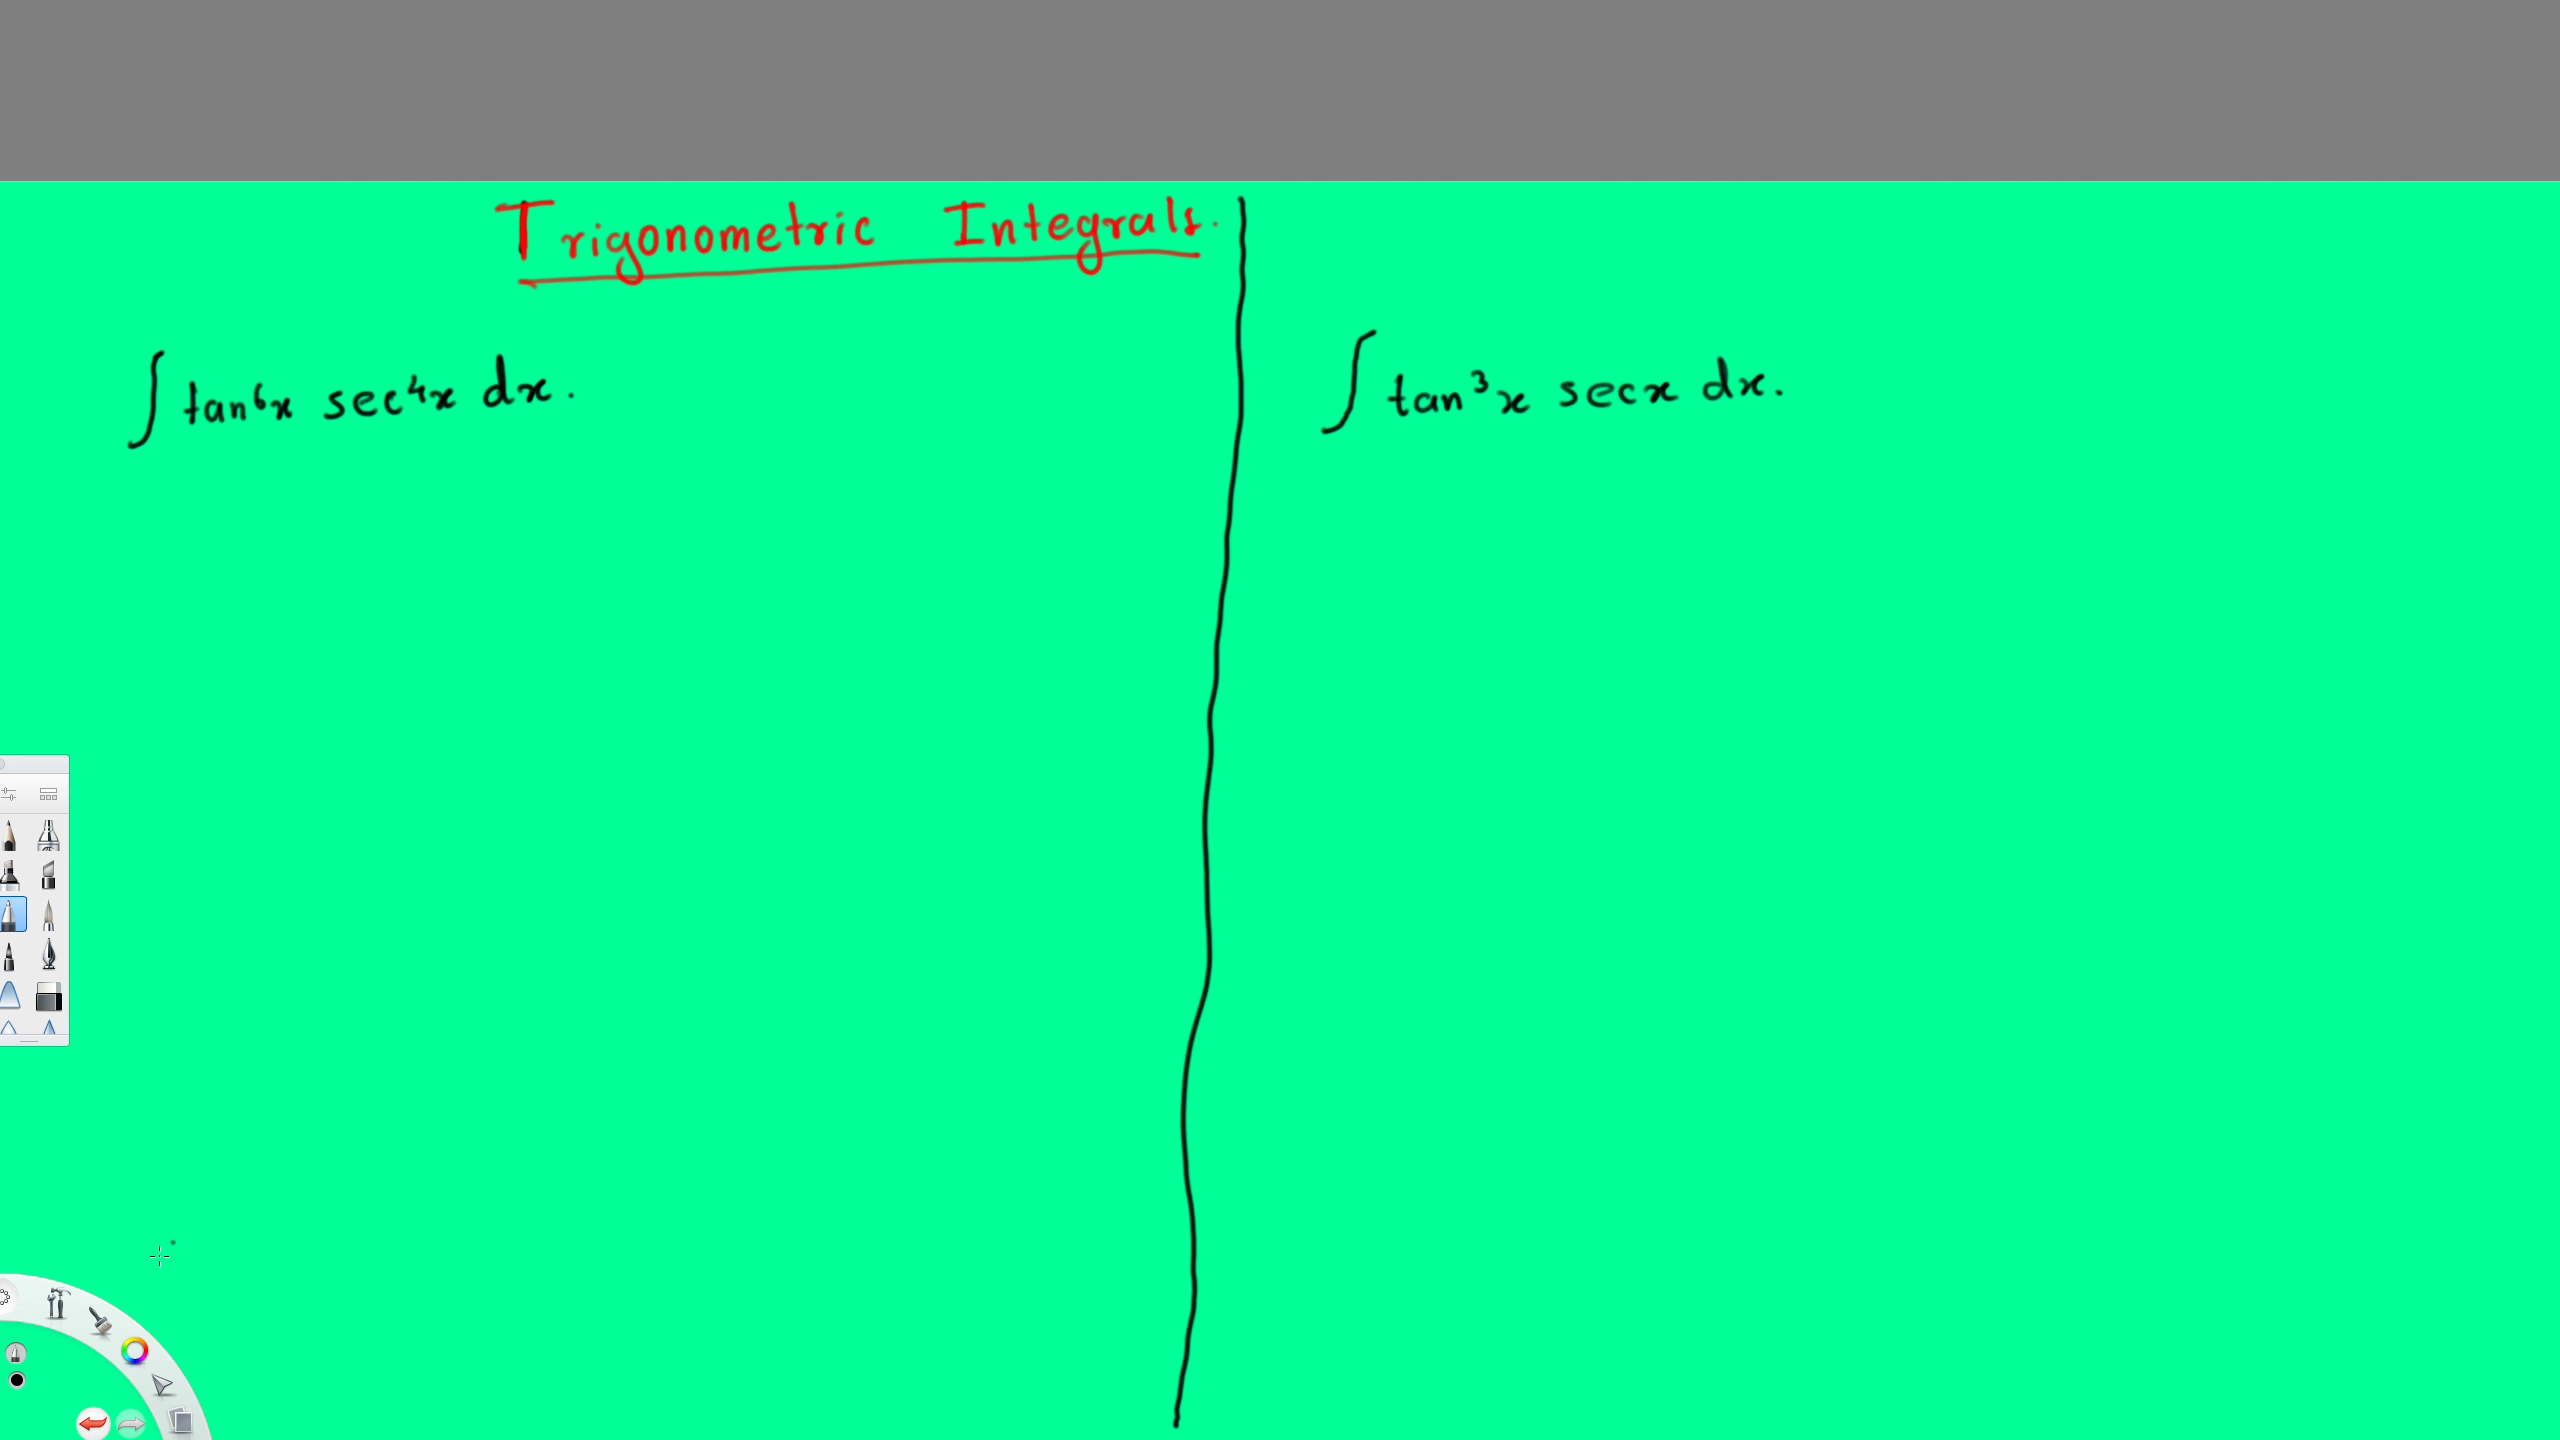 Trigonometric Integrals.
∫ tan⁶x sec⁴x dx.
∫ tan³x secx dx.